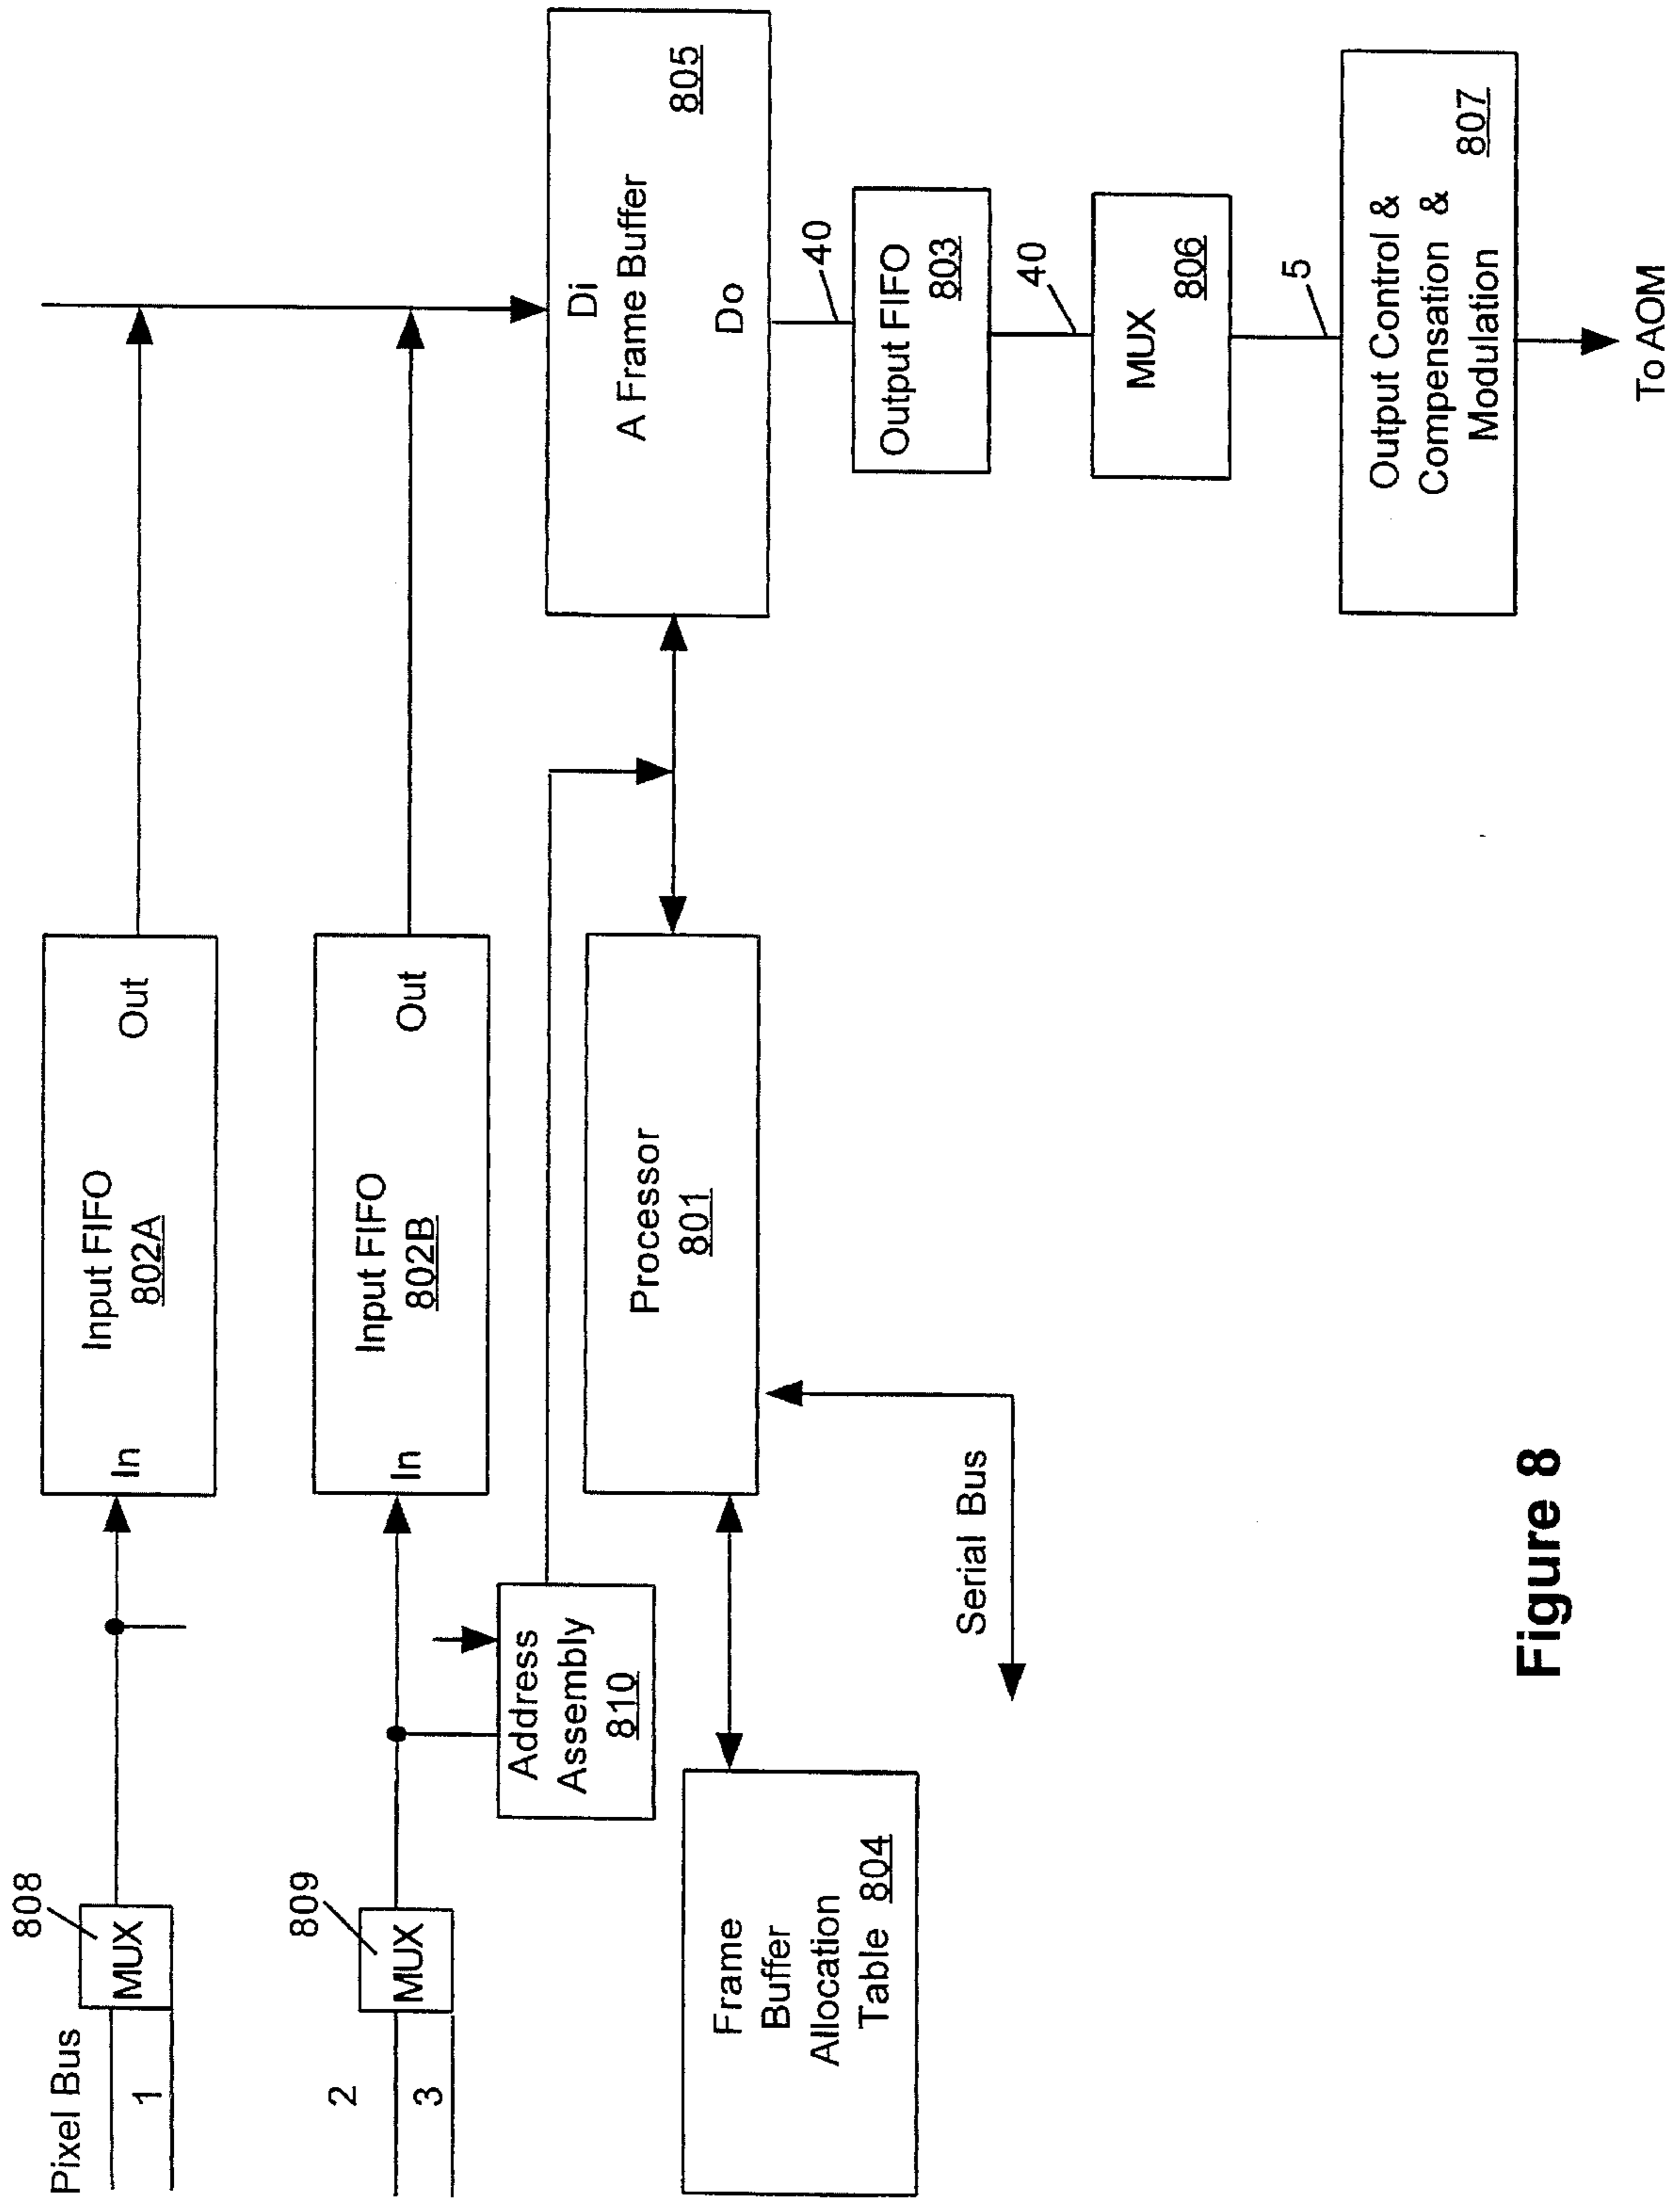 Pixel Bus
1
808
MUX
In
Input FIFO
802A
Out
2
3
809
MUX
In
Input FIFO
802B
Out
Address
Assembly
810
Processor
801
Frame
Buffer
Allocation
Table 804
Serial Bus
Di
A Frame Buffer
805
Do
40
Output FIFO
803
40
MUX
806
5
Output Control &
Compensation &
Modulation
807
To AOM
Figure 8